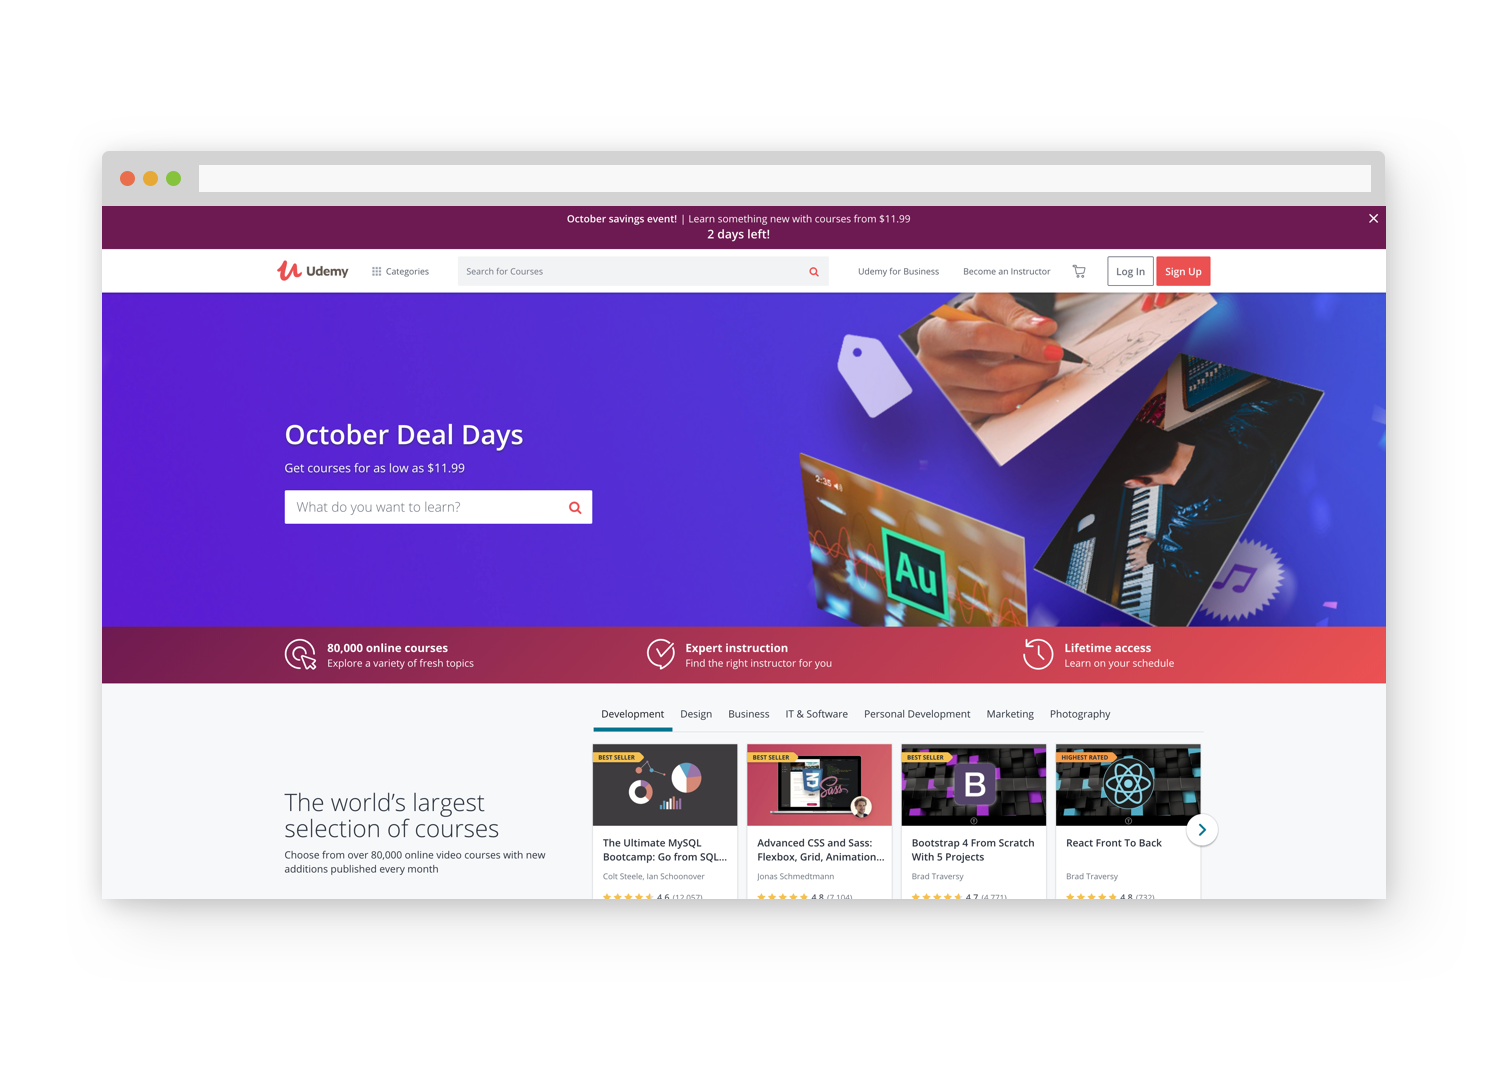 October savings event! | Learn something new with courses from $11.99
2 days left!
Udemy
Categories
Search for Courses
Udemy for Business
Become an Instructor
Log In
Sign Up
2:35
Au
October Deal Days
Get courses for as low as $11.99
What do you want to learn?
80,000 online courses
Explore a variety of fresh topics
Expert instruction
Find the right instructor for you
Lifetime access
Learn on your schedule
Development
Design
Business
IT & Software
Personal Development
Marketing
Photography
The world's largest
selection of courses
Choose from over 80,000 online video courses with new
additions published every month
BEST SELLER
The Ultimate MySQL
Bootcamp: Go from SQL...
Colt Steele, Ian Schoonover
4.6 (12,057)
BEST SELLER
3
Sass
Advanced CSS and Sass:
Flexbox, Grid, Animation...
Jonas Schmedtmann
4.8 (7,104)
BEST SELLER
B
Bootstrap 4 From Scratch
With 5 Projects
Brad Traversy
4.7 (4,771)
HIGHEST RATED
React Front To Back
Brad Traversy
4.8 (732)